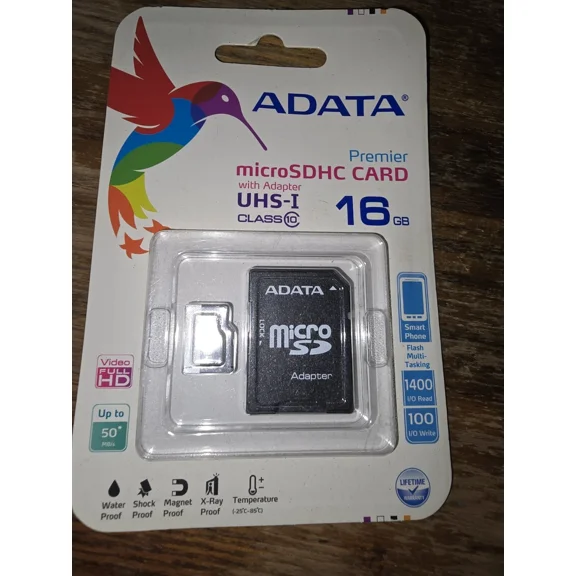 ADATA
Premier
microSDHC CARD
with Adapter
UHS-I
CLASS 10
16 GB
ADATA
LOCK
micro
SD
Adapter
Smart
Phone
Flash
Multi-
Tasking
1400
I/O Read
100
I/O Write
Video
FULL
HD
Up to
50*
MB/s
LIFETIME
WARRANTY
Water
Proof
Shock
Proof
Magnet
Proof
X-Ray
Proof
Temperature
(-25°C~85°C)